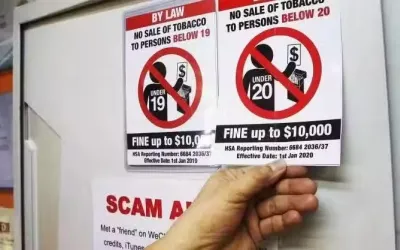 BY LAW
NO SALE OF TOBACCO
TO PERSONS BELOW 19
$
UNDER
19
FINE up to $10,000
HSA Reporting Number: 6684 2036/37
Effective Date: 1st Jan 2019
NO SALE OF TOBACCO
TO PERSONS BELOW 20
$
UNDER
20
FINE up to $10,000
HSA Reporting Number: 6684 2036/37
Effective Date: 1st Jan 2020
SCAM
Met a "friend" on
credits, iTunes